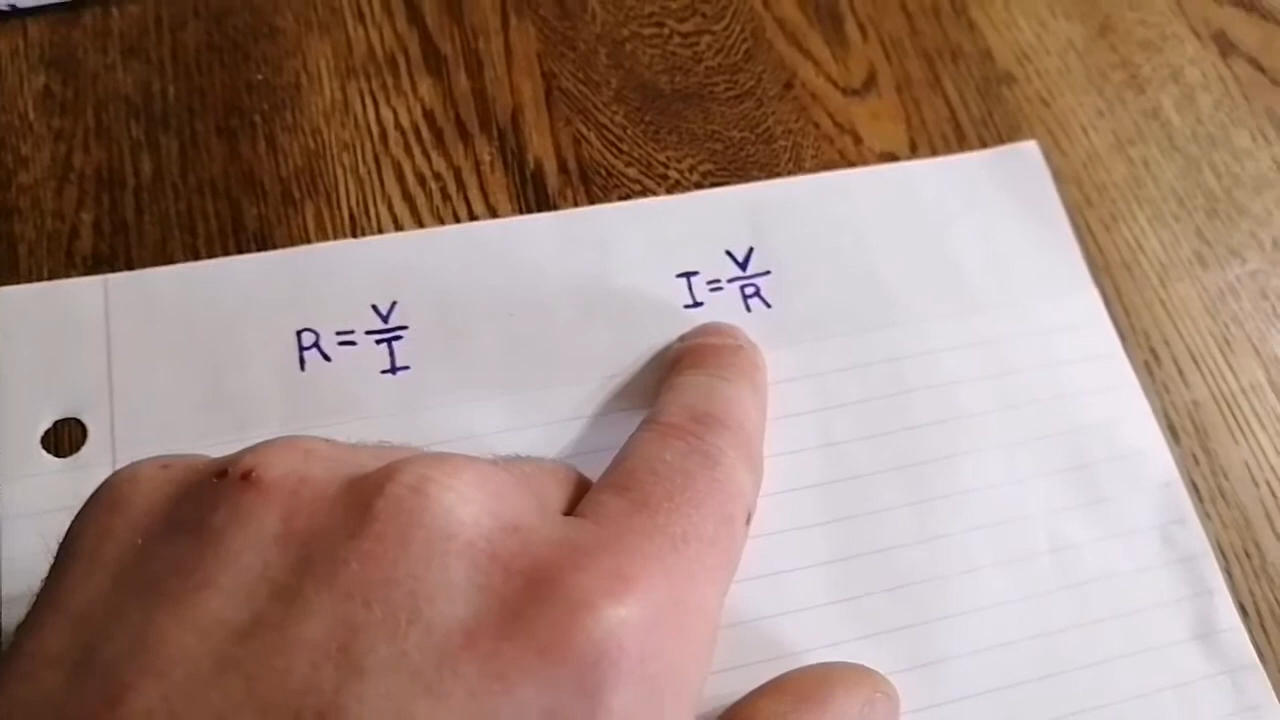 R = V/I
I = V/R